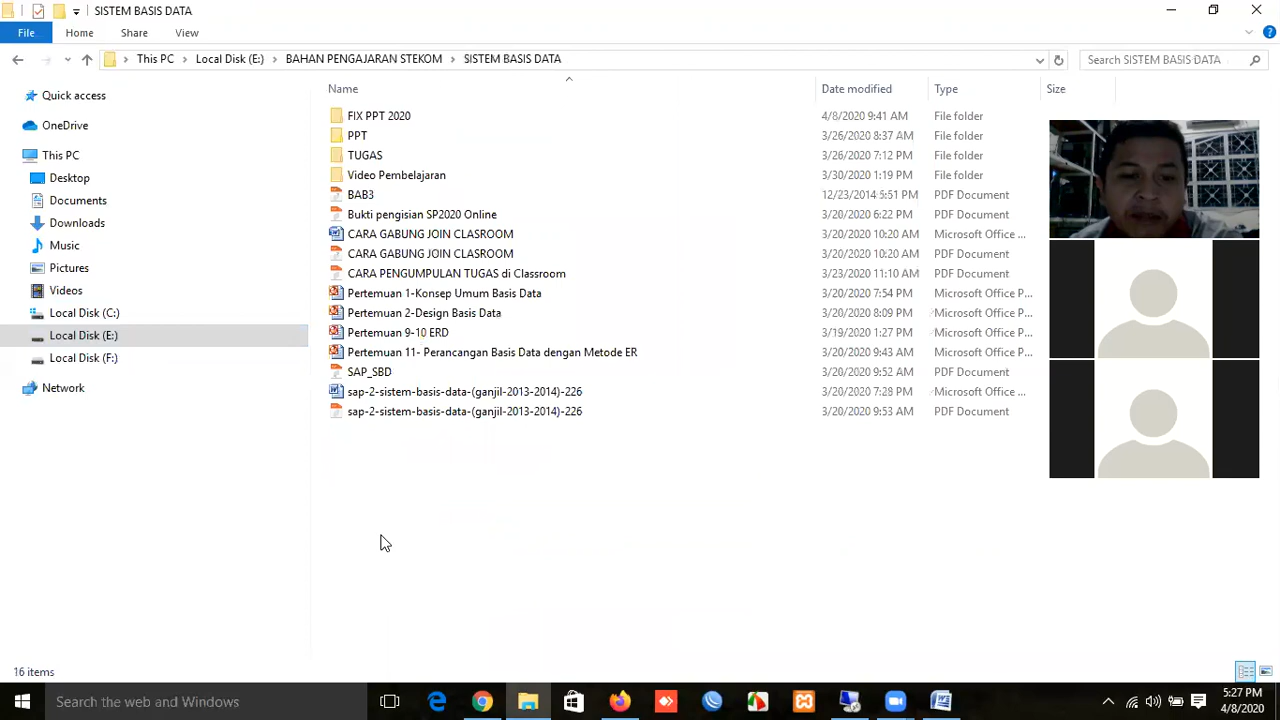 SISTEM BASIS DATA
File Home Share View
This PC Local Disk (E:) BAHAN PENGAJARAN STEKOM SISTEM BASIS DATA Search SISTEM BASIS DATA
Quick access
OneDrive
This PC
Desktop
Documents
Downloads
Music
Pictures
Videos
Local Disk (C:)
Local Disk (E:)
Local Disk (F:)
Network
Name Date modified Type Size
FIX PPT 2020 4/8/2020 9:41 AM File folder
PPT 3/26/2020 8:37 AM File folder
TUGAS 3/26/2020 7:12 PM File folder
Video Pembelajaran 3/30/2020 1:19 PM File folder
BAB3 12/23/2014 5:51 PM PDF Document
Bukti pengisian SP2020 Online 3/20/2020 6:22 PM PDF Document
CARA GABUNG JOIN CLASROOM 3/20/2020 10:20 AM Microsoft Office ...
CARA GABUNG JOIN CLASROOM 3/20/2020 10:20 AM PDF Document
CARA PENGUMPULAN TUGAS di Classroom 3/23/2020 11:10 AM PDF Document
Pertemuan 1-Konsep Umum Basis Data 3/20/2020 7:54 PM Microsoft Office P...
Pertemuan 2-Design Basis Data 3/20/2020 8:09 PM Microsoft Office P...
Pertemuan 9-10 ERD 3/19/2020 1:27 PM Microsoft Office P...
Pertemuan 11- Perancangan Basis Data dengan Metode ER 3/20/2020 9:43 AM Microsoft Office P...
SAP_SBD 3/20/2020 9:52 AM PDF Document
sap-2-sistem-basis-data-(ganjil-2013-2014)-226 3/20/2020 7:28 PM Microsoft Office ...
sap-2-sistem-basis-data-(ganjil-2013-2014)-226 3/20/2020 9:53 AM PDF Document
16 items
Search the web and Windows
5:27 PM
4/8/2020